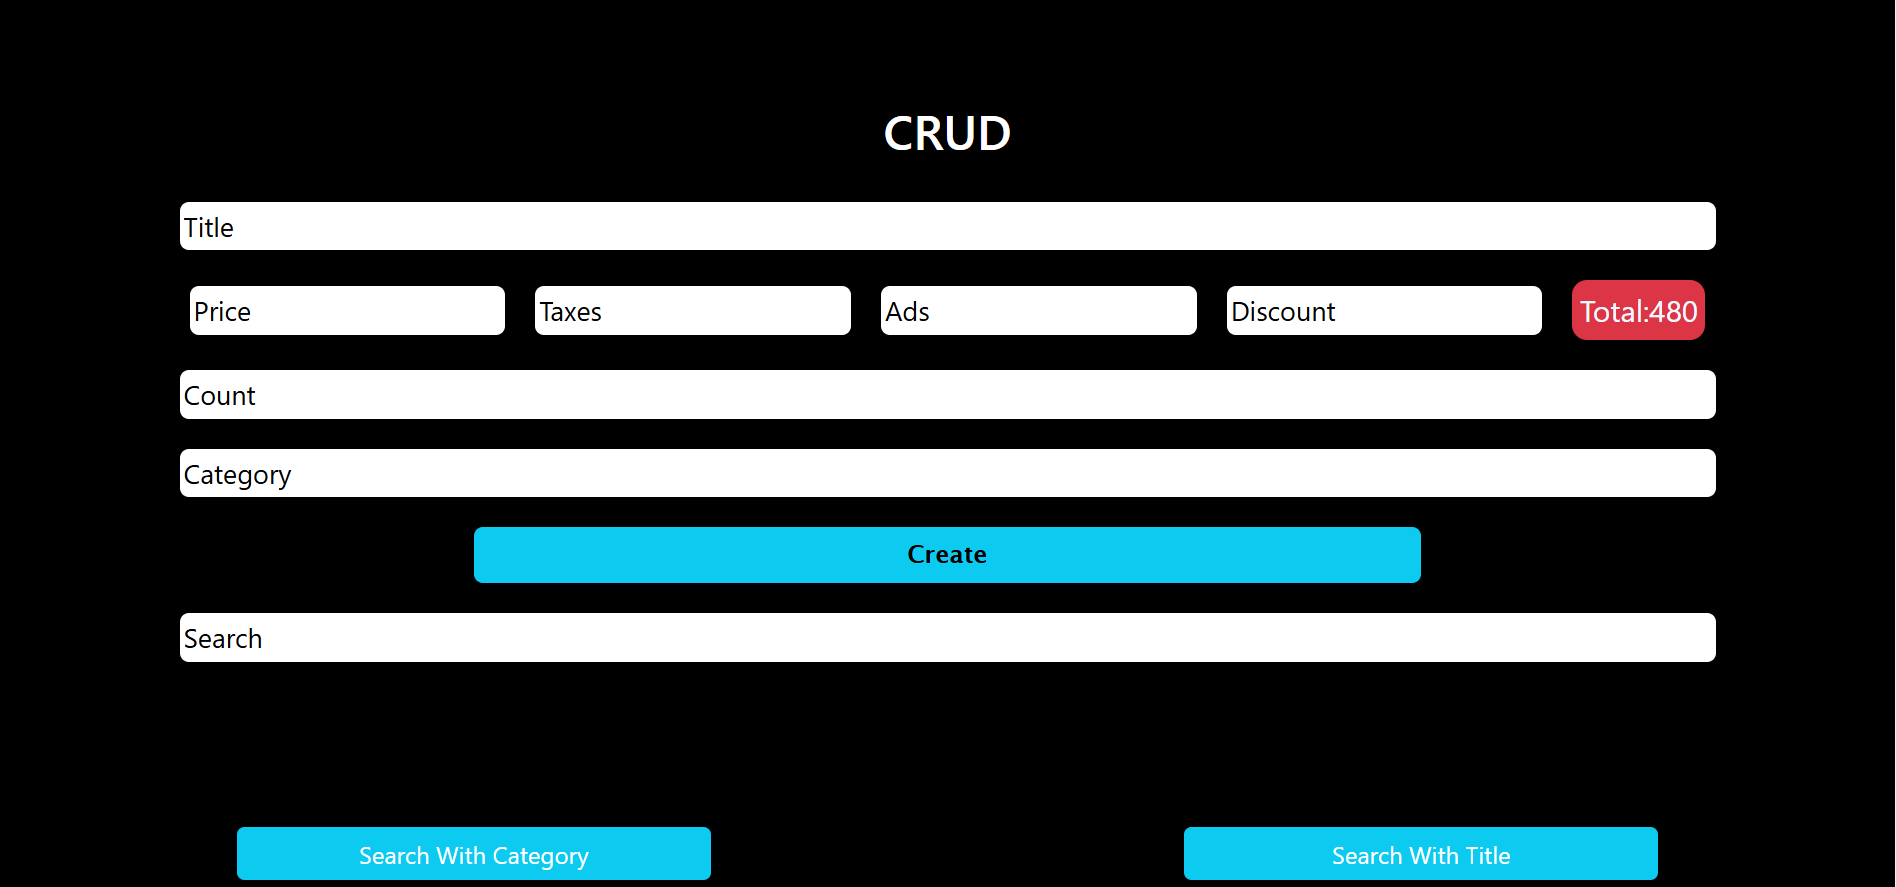 CRUD
Title
Price Taxes Ads Discount Total:480
Count
Category
Create
Search
Search With Category Search With Title